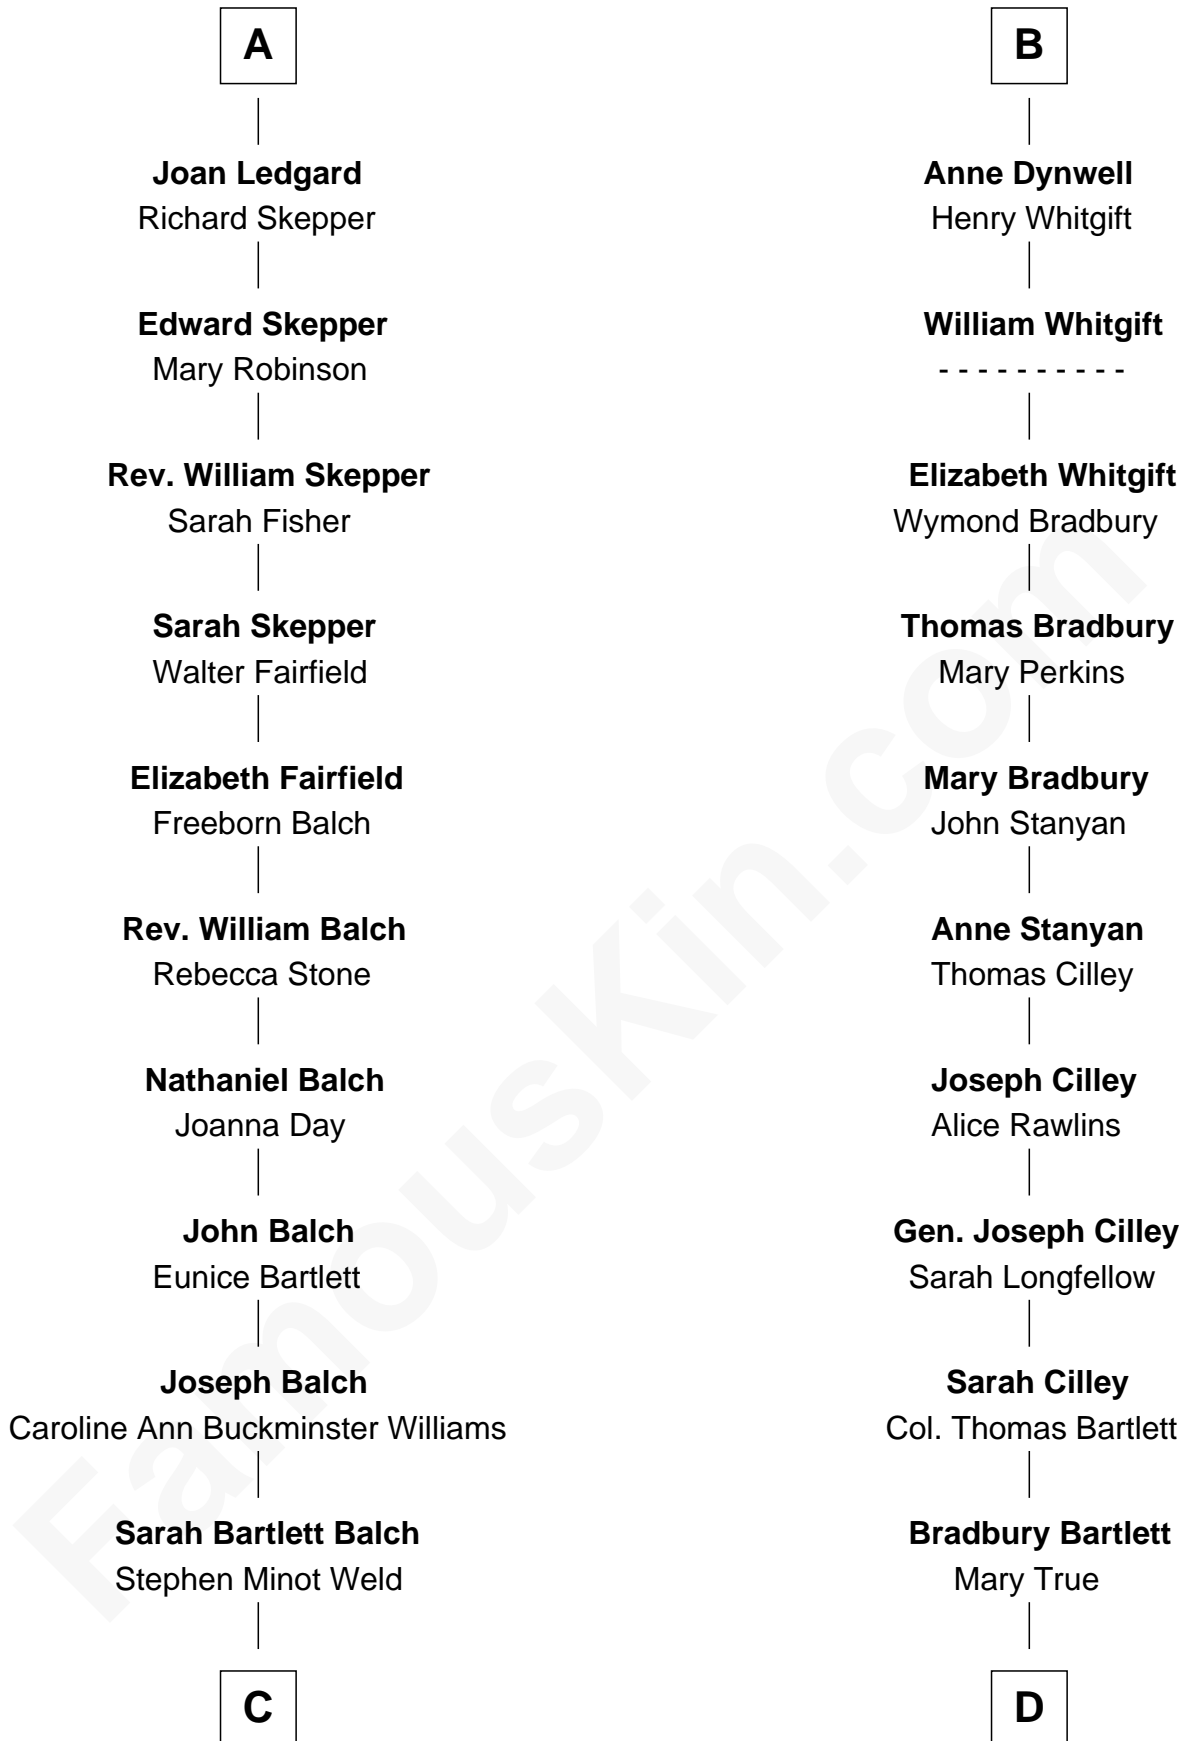 A
Joan Ledgard
Richard Skepper
Edward Skepper
Mary Robinson
Rev. William Skepper
Sarah Fisher
Sarah Skepper
Walter Fairfield
Elizabeth Fairfield
Freeborn Balch
Rev. William Balch
Rebecca Stone
Nathaniel Balch
Joanna Day
John Balch
Eunice Bartlett
Joseph Balch
Caroline Ann Buckminster Williams
Sarah Bartlett Balch
Stephen Minot Weld
C
B
Anne Dynwell
Henry Whitgift
William Whitgift
- - - - - - - - - -
Elizabeth Whitgift
Wymond Bradbury
Thomas Bradbury
Mary Perkins
Mary Bradbury
John Stanyan
Anne Stanyan
Thomas Cilley
Joseph Cilley
Alice Rawlins
Gen. Joseph Cilley
Sarah Longfellow
Sarah Cilley
Col. Thomas Bartlett
Bradbury Bartlett
Mary True
D
FamousKin.com